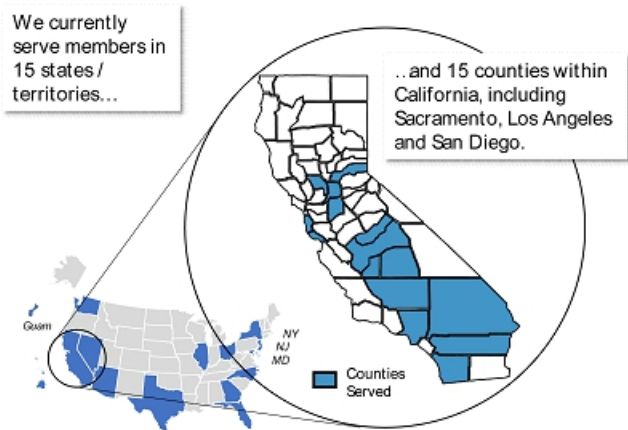 We currently
serve members in
15 states /
territories...
...and 15 counties within
California, including
Sacramento, Los Angeles
and San Diego.
Guam
NY
NJ
MD
Counties
Served